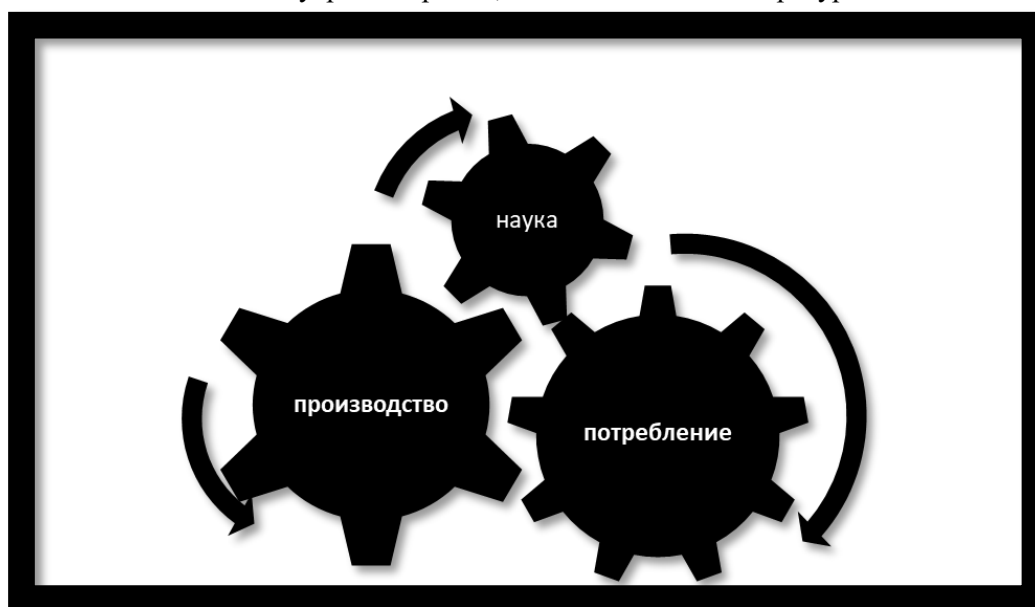 наука
производство
потребление